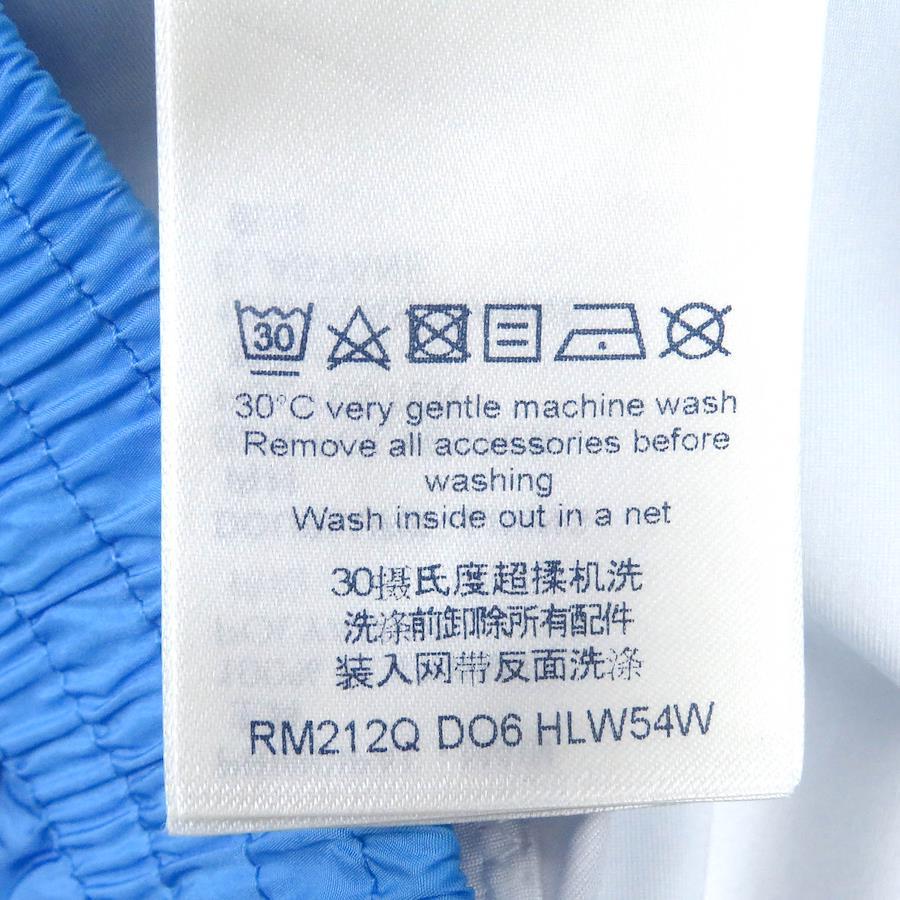 30
30°C very gentle machine wash
Remove all accessories before
washing
Wash inside out in a net
30摄氏度超揉机洗
洗涤前卸除所有配件
装入网带反面洗涤
RM212Q DO6 HLW54W